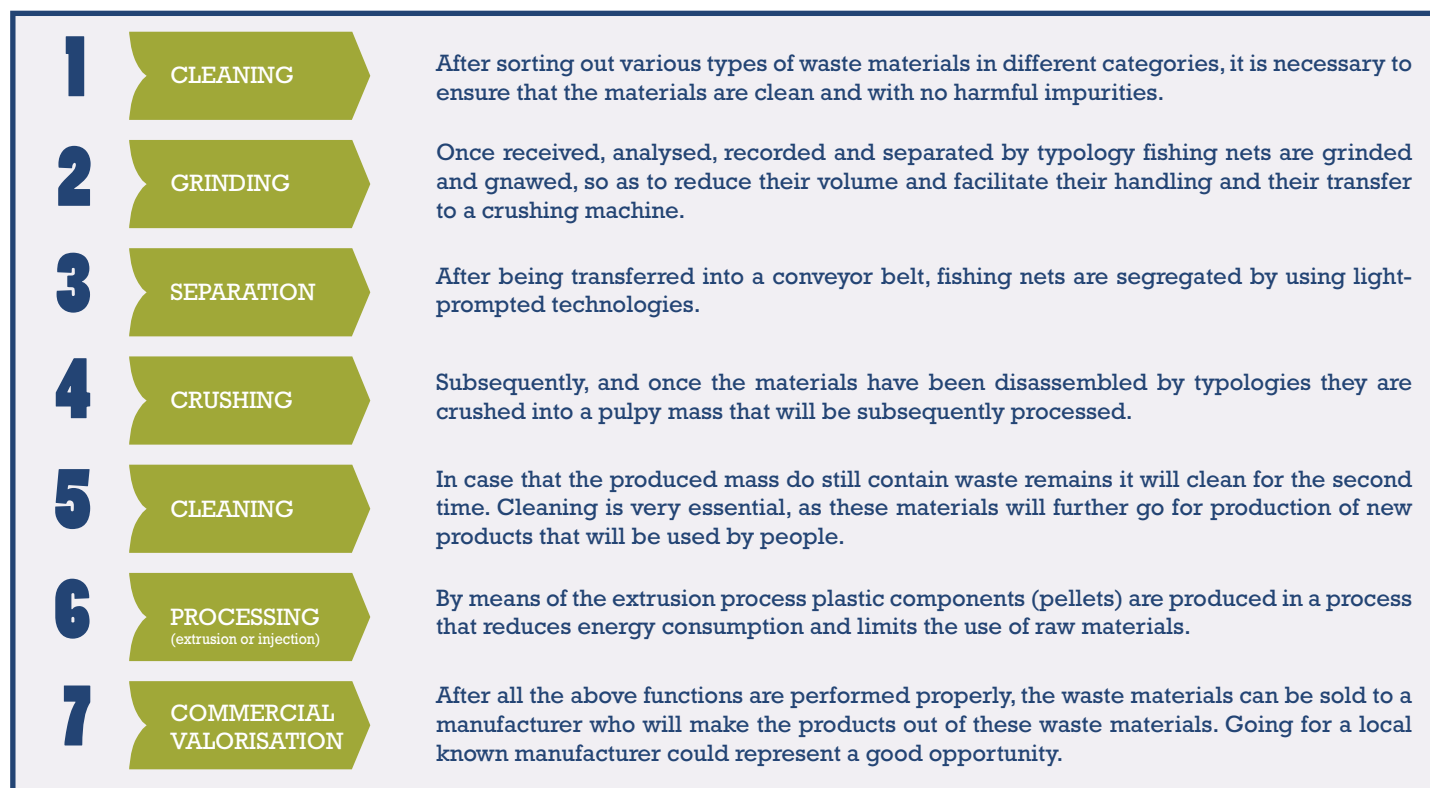 1
CLEANING
After sorting out various types of waste materials in different categories, it is necessary to
ensure that the materials are clean and with no harmful impurities.
2
GRINDING
Once received, analysed, recorded and separated by typology fishing nets are grinded
and gnawed, so as to reduce their volume and facilitate their handling and their transfer
to a crushing machine.
3
SEPARATION
After being transferred into a conveyor belt, fishing nets are segregated by using light-
prompted technologies.
4
CRUSHING
Subsequently, and once the materials have been disassembled by typologies they are
crushed into a pulpy mass that will be subsequently processed.
5
CLEANING
In case that the produced mass do still contain waste remains it will clean for the second
time. Cleaning is very essential, as these materials will further go for production of new
products that will be used by people.
6
PROCESSING
(extrusion or injection)
By means of the extrusion process plastic components (pellets) are produced in a process
that reduces energy consumption and limits the use of raw materials.
7
COMMERCIAL
VALORISATION
After all the above functions are performed properly, the waste materials can be sold to a
manufacturer who will make the products out of these waste materials. Going for a local
known manufacturer could represent a good opportunity.